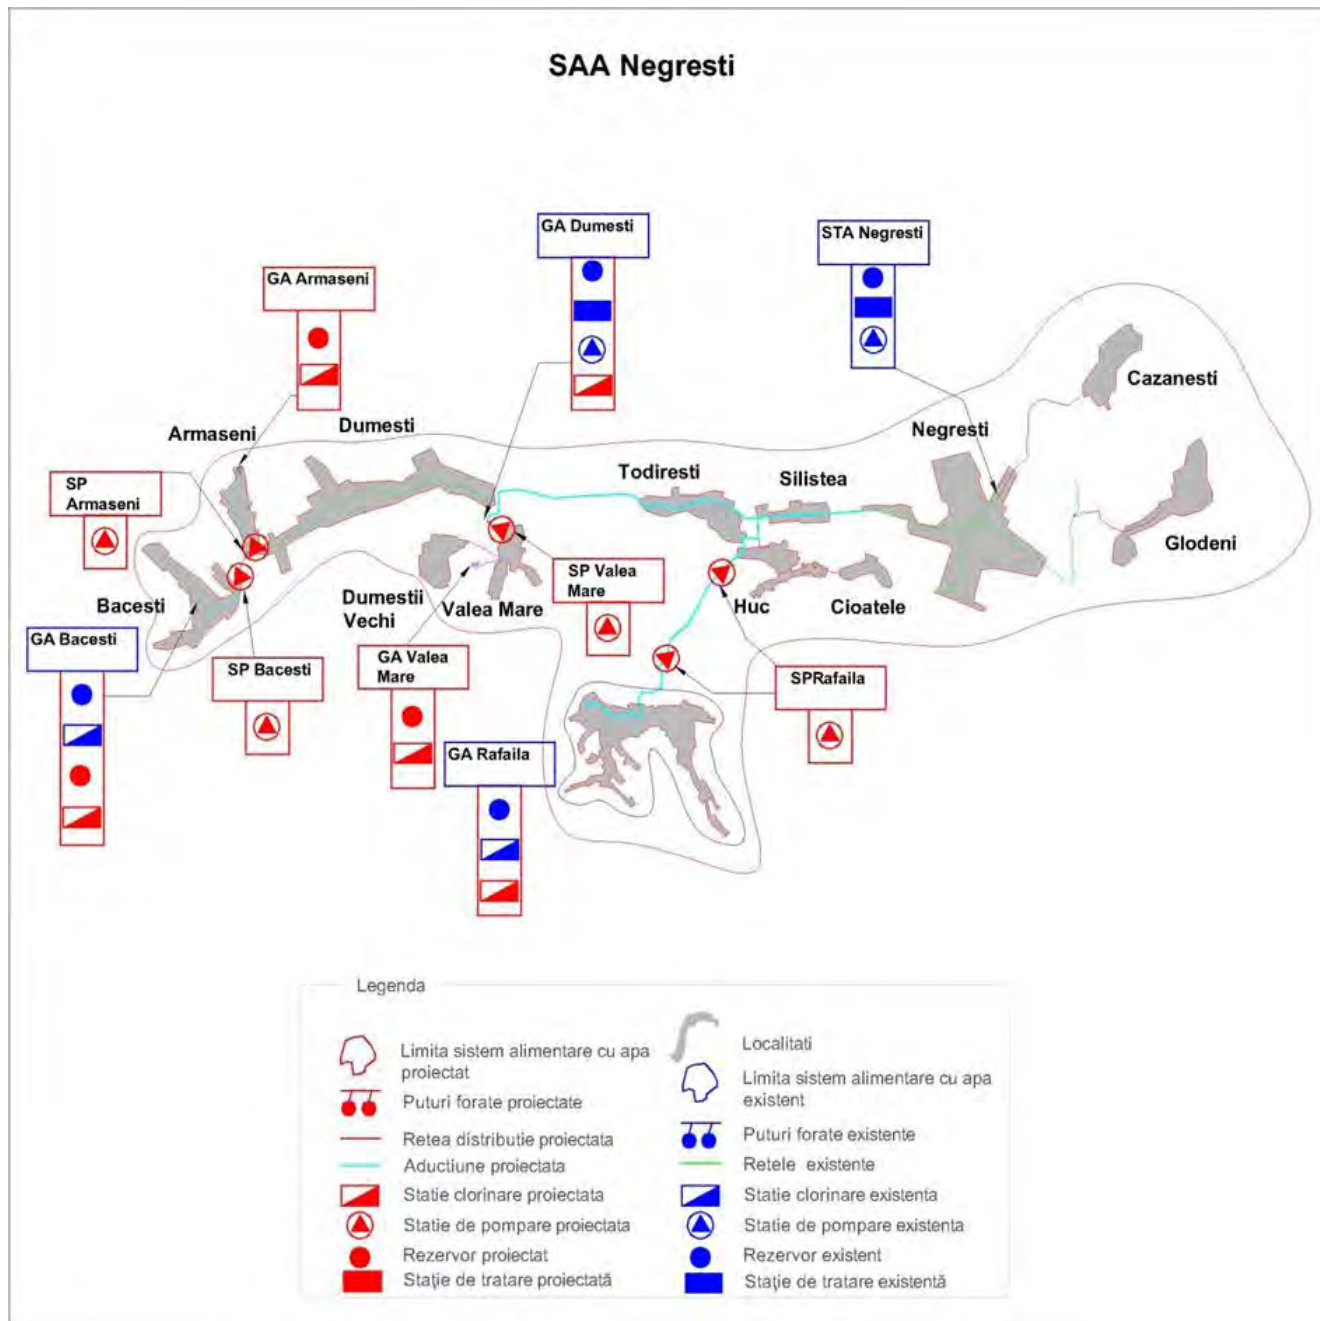 SAA Negresti
GA Dumesti
STA Negresti
GA Armaseni
Cazanesti
Armaseni
Dumesti
Negresti
SP
Armaseni
Todiresti
Silistea
Glodeni
Bacesti
Dumestii
Vechi
Valea Mare
SP Valea
Mare
Huc
Cioatele
GA Bacesti
SP Bacesti
GA Valea
Mare
SPRafaila
GA Rafaila
Legenda
Limita sistem alimentare cu apa
proiectat
Puturi forate proiectate
Retea distributie proiectata
Aductiune proiectata
Statie clorinare proiectata
Statie de pompare proiectata
Rezervor proiectat
Staţie de tratare proiectată
Localitati
Limita sistem alimentare cu apa
existent
Puturi forate existente
Retele existente
Statie clorinare existenta
Statie de pompare existenta
Rezervor existent
Staţie de tratare existentă